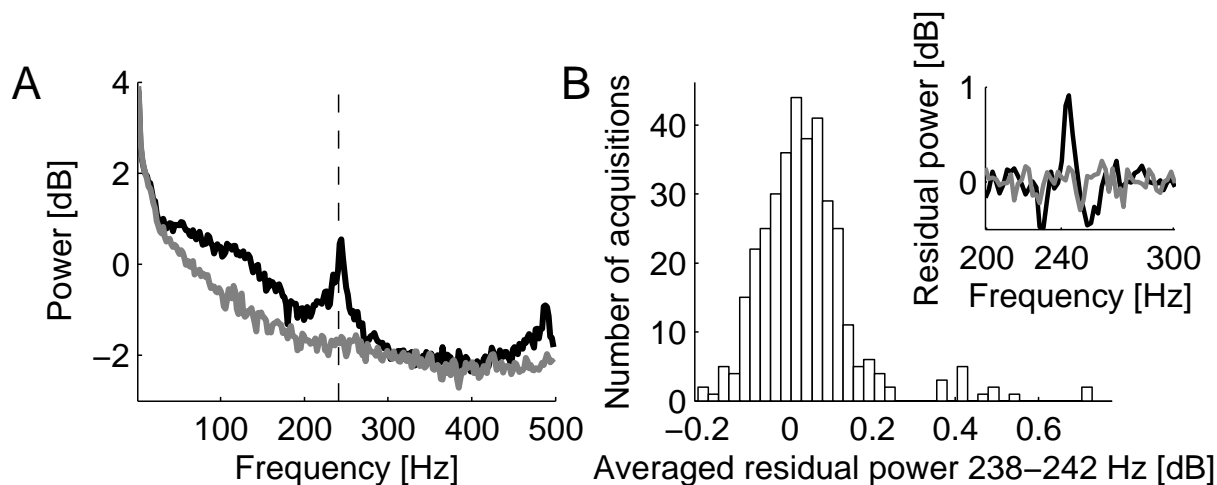 A
Power [dB]
4
2
0
−2
100 200 300 400 500
Frequency [Hz]
B
Number of acquisitions
40
30
20
10
0
−0.2 0 0.2 0.4 0.6
Averaged residual power 238−242 Hz [dB]
Residual power [dB]
1
0
200 240 300
Frequency [Hz]